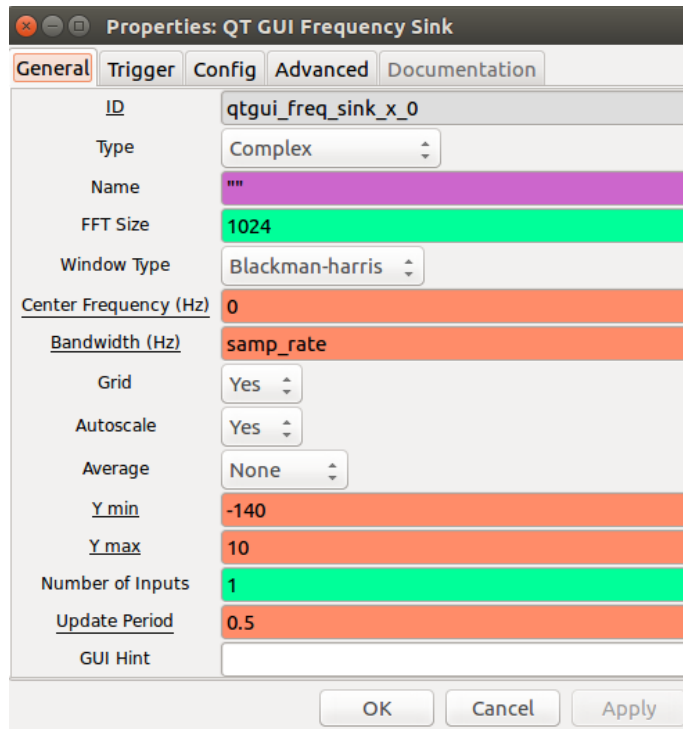 Properties: QT GUI Frequency Sink
General Trigger Config Advanced Documentation
ID qtgui_freq_sink_x_0
Type Complex
Name ""
FFT Size 1024
Window Type Blackman-harris
Center Frequency (Hz) 0
Bandwidth (Hz) samp_rate
Grid Yes
Autoscale Yes
Average None
Y min -140
Y max 10
Number of Inputs 1
Update Period 0.5
GUI Hint
OK Cancel Apply